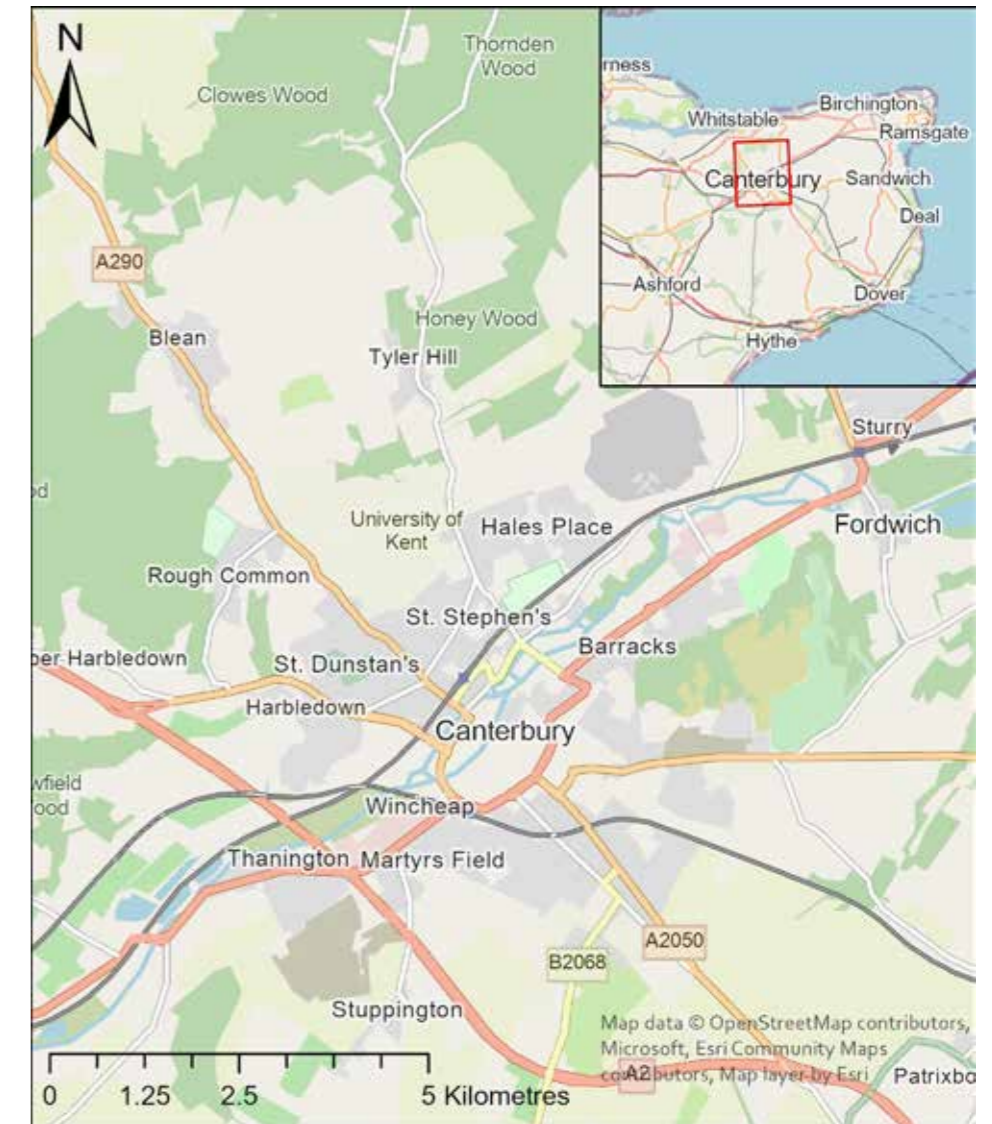 N
Thornden
Wood
Clowes Wood
A290
Honey Wood
Blean
Tyler Hill
Sturry
University of
Kent
Hales Place
Fordwich
Rough Common
St. Stephen's
Barracks
per Harbledown
St. Dunstan's
Harbledown
Canterbury
wfield
ood
Wincheap
Thanington
Martyrs Field
A2050
B2068
Stuppington
A2
Patrixbo
0 1.25 2.5 5 Kilometres
Map data © OpenStreetMap contributors,
Microsoft, Esri Community Maps
contributors, Map layer by Esri
rness
Birchington
Whitstable
Ramsgate
Canterbury
Sandwich
Deal
Ashford
Dover
Hythe